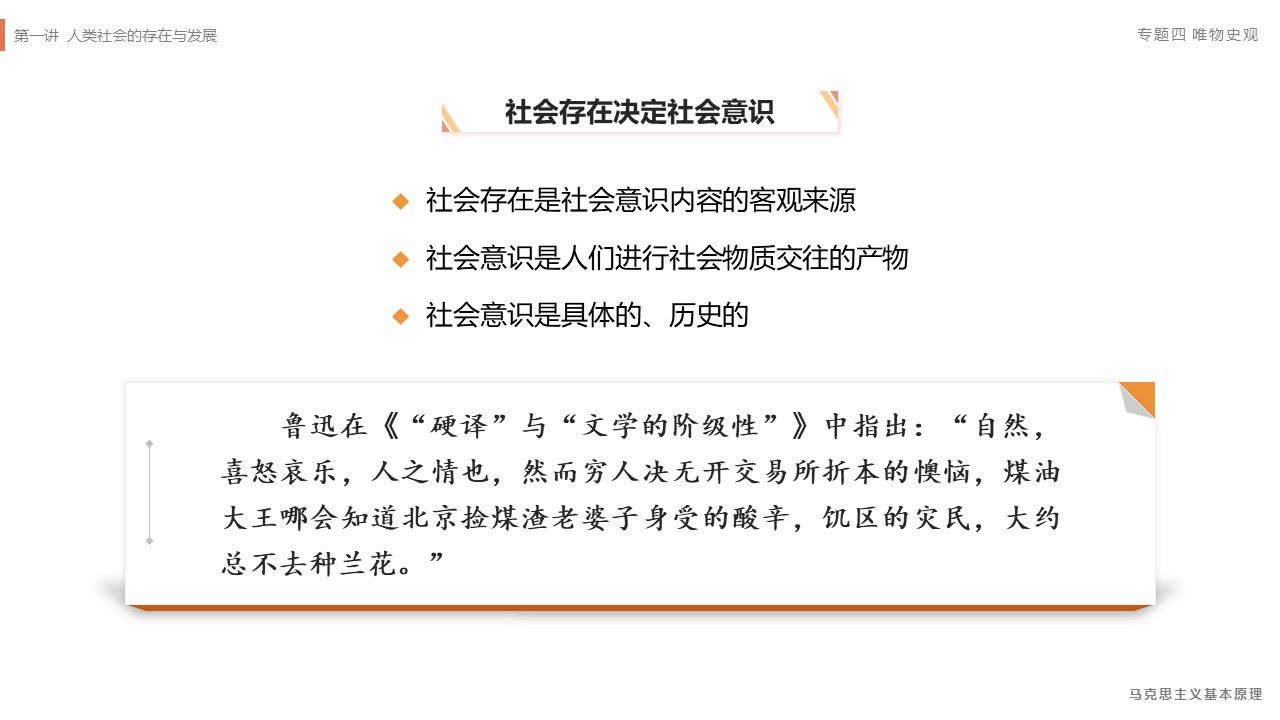 第一讲 人类社会的存在与发展
专题四 唯物史观
社会存在决定社会意识
社会存在是社会意识内容的客观来源
社会意识是人们进行社会物质交往的产物
社会意识是具体的、历史的
鲁迅在《“硬译”与“文学的阶级性”》中指出：“自然，
喜怒哀乐，人之情也，然而穷人决无开交易所折本的懊恼，煤油
大王哪会知道北京捡煤渣老婆子身受的酸辛，饥区的灾民，大约
总不去种兰花。”
马克思主义基本原理